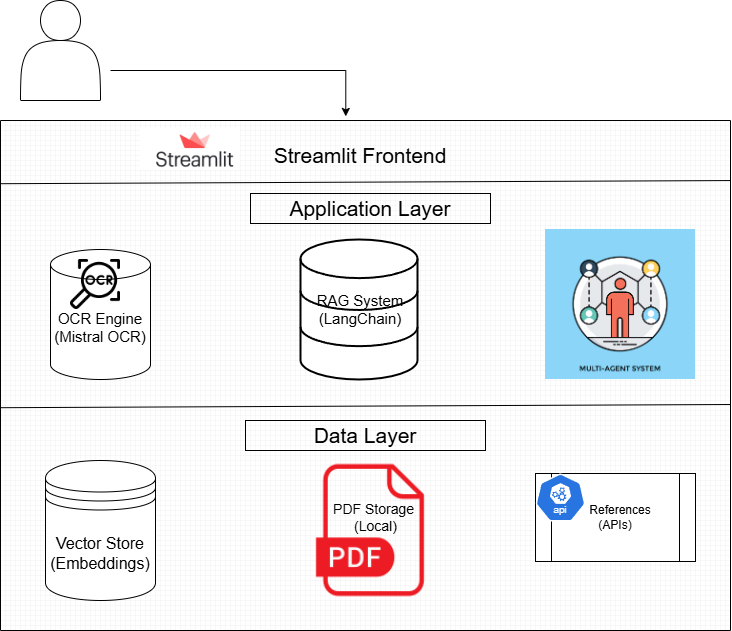 Streamlit
Streamlit Frontend
Application Layer
OCR
OCR Engine
(Mistral OCR)
RAG System
(LangChain)
MULTI-AGENT SYSTEM
Data Layer
Vector Store
(Embeddings)
PDF Storage
(Local)
PDF
api
References
(APIs)